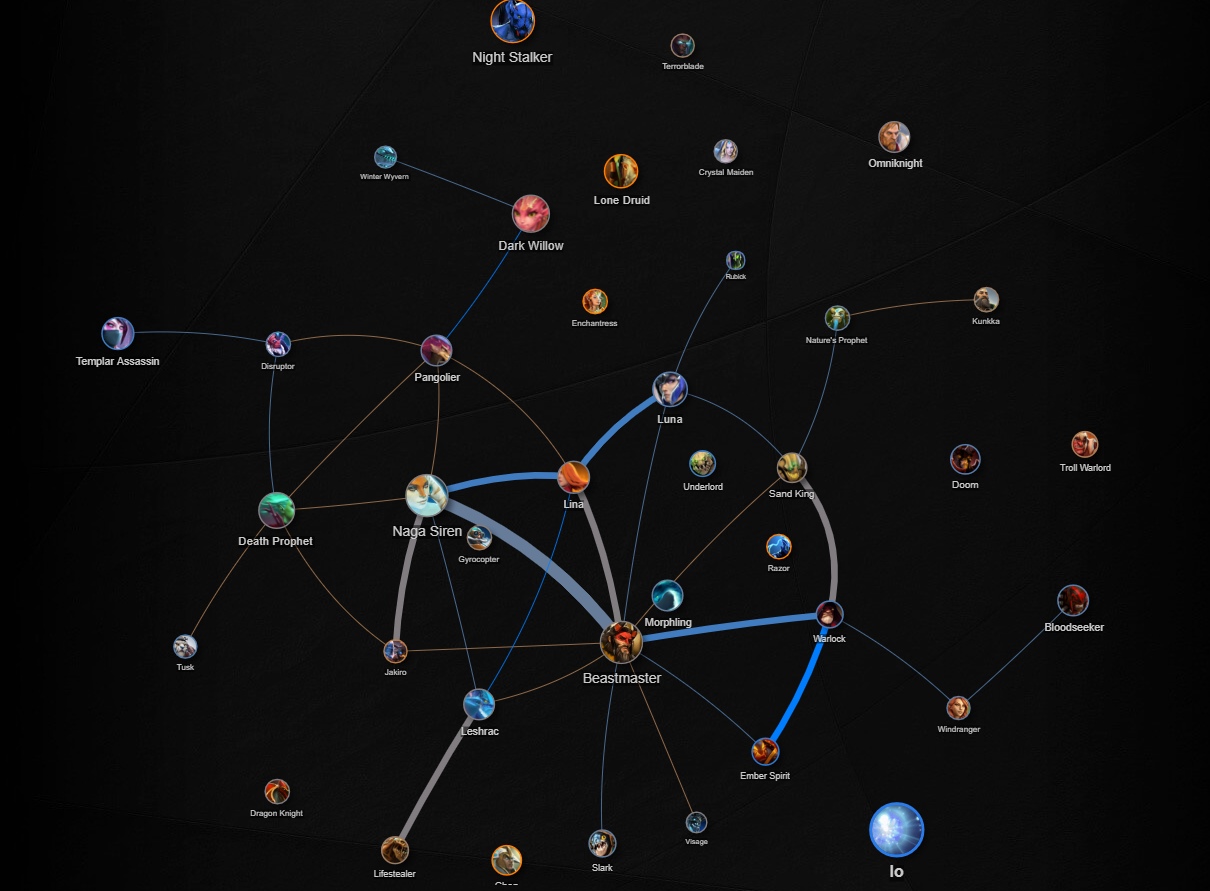 Night Stalker
Terrorblade
Omniknight
Crystal Maiden
Winter Wyvern
Lone Druid
Dark Willow
Rubick
Enchantress
Kunkka
Nature's Prophet
Templar Assassin
Disruptor
Pangolier
Luna
Troll Warlord
Underlord
Doom
Sand King
Lina
Naga Siren
Death Prophet
Gyrocopter
Razor
Morphling
Bloodseeker
Warlock
Tusk
Jakiro
Beastmaster
Windranger
Leshrac
Ember Spirit
Dragon Knight
Visage
Slark
Lifestealer
Io